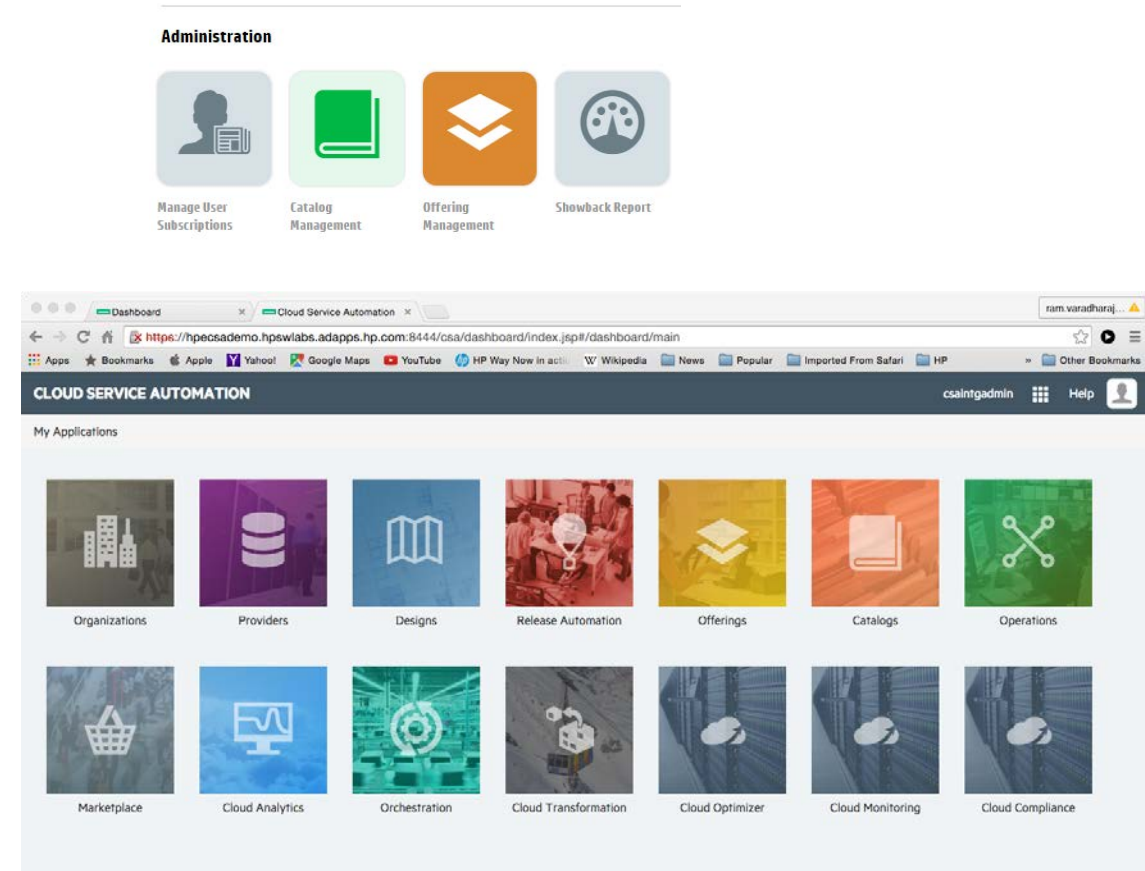 Administration
Manage User
Subscriptions
Catalog
Management
Offering
Management
Showback Report
Dashboard
Cloud Service Automation
ram.varadharaj...
https://hpecsademo.hpswlabs.adapps.hp.com:8444/csa/dashboard/index.jsp#/dashboard/main
Apps Bookmarks Apple Yahoo! Google Maps YouTube HP Way Now in acti Wikipedia News Popular Imported From Safari HP » Other Bookmarks
CLOUD SERVICE AUTOMATION csaintgadmin Help
My Applications
Organizations Providers Designs Release Automation Offerings Catalogs Operations
Marketplace Cloud Analytics Orchestration Cloud Transformation Cloud Optimizer Cloud Monitoring Cloud Compliance